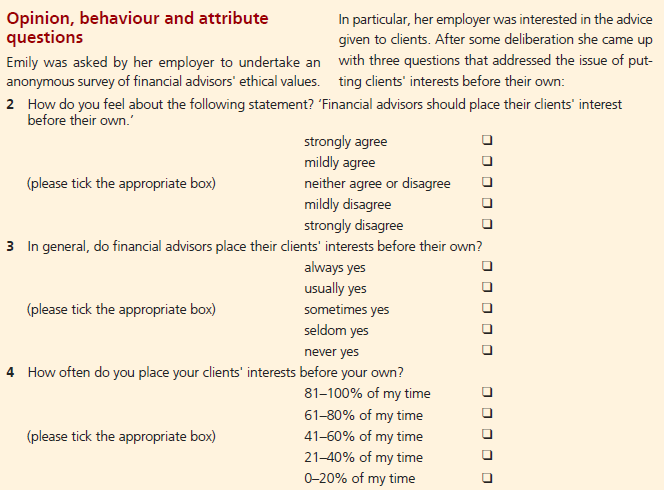 Opinion, behaviour and attribute
questions
Emily was asked by her employer to undertake an
anonymous survey of financial advisors' ethical values.
In particular, her employer was interested in the advice
given to clients. After some deliberation she came up
with three questions that addressed the issue of put-
ting clients' interests before their own:
2 How do you feel about the following statement? 'Financial advisors should place their clients' interest
before their own.'
strongly agree ❑
mildly agree ❑
(please tick the appropriate box) neither agree or disagree ❑
mildly disagree ❑
strongly disagree ❑
3 In general, do financial advisors place their clients' interests before their own?
always yes ❑
usually yes ❑
(please tick the appropriate box) sometimes yes ❑
seldom yes ❑
never yes ❑
4 How often do you place your clients' interests before your own?
81–100% of my time ❑
61–80% of my time ❑
(please tick the appropriate box) 41–60% of my time ❑
21–40% of my time ❑
0–20% of my time ❑